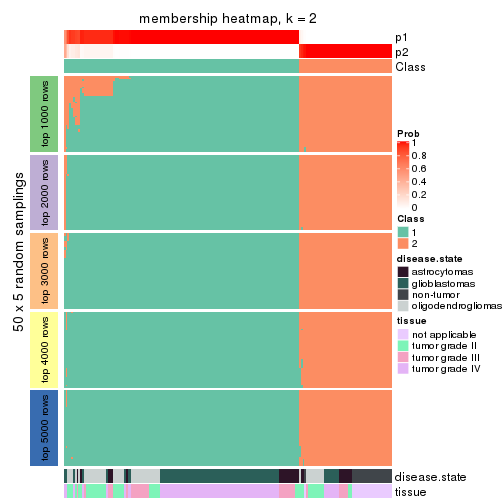 membership heatmap, k = 2
p1
p2
Class
50 x 5 random samplings
top 1000 rows
top 2000 rows
top 3000 rows
top 4000 rows
top 5000 rows
disease.state
tissue
Prob
1
0.8
0.6
0.4
0.2
0
Class
1
2
disease.state
astrocytomas
glioblastomas
non-tumor
oligodendrogliomas
tissue
not applicable
tumor grade II
tumor grade III
tumor grade IV